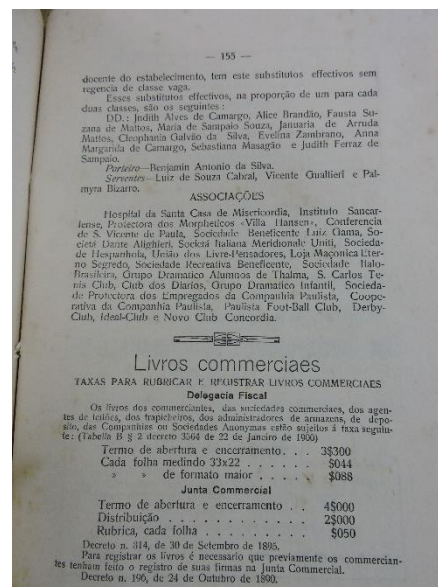 — 155 —
docente do estabelecimento, tem este substitutos effectivos sem
regencia de classe vaga.
Esses substitutos effectivos, na proporção de um para cada
duas classes, são os seguintes :
DD.: Judith Alves de Camargo, Alice Brandão, Fausta Su-
zana de Mattos, Maria de Sampaio Souza, Januaria de Arruda
Mattos, Cleophania Galvão da Silva, Evelina Zambrano, Anna
Margarida de Camargo, Sebastiana Masagão e Judith Ferraz de
Sampaio.
Porteiro—Benjamin Antonio da Silva.
Serventes—Luiz de Souza Cabral, Vicente Gualtieri e Pal-
myra Bizarro.
ASSOCIAÇÕES
Hospital da Santa Casa de Misericordia, Instituto Sancar-
lense, Protectora dos Morpheticos «Villa Hansen», Conferencia
de S. Vicente de Paula, Sociedade Beneficente Luiz Gama, So-
cietá Dante Alighieri, Societá Italiana Meridionale Uniti, Socieda-
de Hespanhola, União dos Livre-Pensadores, Loja Maçonica Eter-
no Segredo, Sociedade Recreativa Beneficente, Sociedade Italo-
Brasileira, Grupo Dramatico Alumnos de Thalma, S. Carlos Te-
nis Club, Club dos Diarios, Grupo Dramatico Infantil, Socieda-
de Protectora dos Empregados da Companhia Paulista, Coope-
rativa da Companhia Paulista, Paulista Foot-Ball Club, Derby-
Club, Ideal-Club e Novo Club Concordia.
Livros commerciaes
TAXAS PARA RUBRICAR E REGISTRAR LIVROS COMMERCIAES
Delegacia Fiscal
Os livros dos commerciantes, das sociedades commerciaes, dos agen-
tes de leilões, dos trapicheiros, dos administradores de armazens, de depo-
sito, das Companhias ou Sociedades Anonymas estão sujeitos á taxa seguin-
te: (Tabella B § 2 decreto 3564 de 22 de Janeiro de 1900)
Termo de abertura e encerramento. . . 3$300
Cada folha medindo 33x22 . . . . . . $044
» » de formato maior . . . . . $088
Junta Commercial
Termo de abertura e encerramento . . 4$000
Distribuição . . . . . . . . . . . . 2$000
Rubrica, cada folha . . . . . . . . . $050
Decreto n. 314, de 30 de Setembro de 1895.
Para registrar os livros é necessario que previamente os commercian-
tes tenham feito o registro de suas firmas na Junta Commercial.
Decreto n. 196, de 24 de Outubro de 1890.